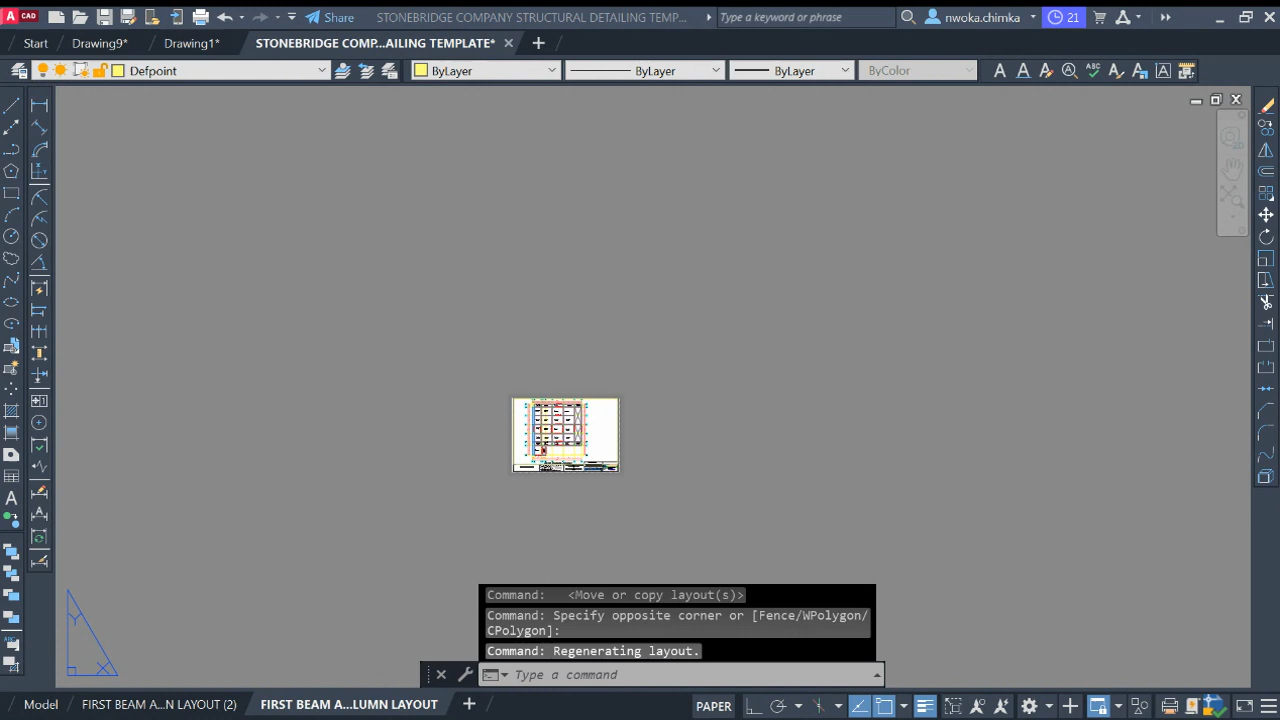 CAD
Share
STONEBRIDGE COMPANY STRUCTURAL DETAILING TEMP...
Type a keyword or phrase
nwoka.chimka
21
Start
Drawing9*
Drawing1*
STONEBRIDGE COMP...AILING TEMPLATE*
Defpoint
ByLayer
ByLayer
ByLayer
ByColor
Command: <Move or copy layout(s)>
Command: Specify opposite corner or [Fence/WPolygon/
CPolygon]:
Command: Regenerating layout.
Type a command
Y
X
Model
FIRST BEAM A...N LAYOUT (2)
FIRST BEAM A...LUMN LAYOUT
PAPER